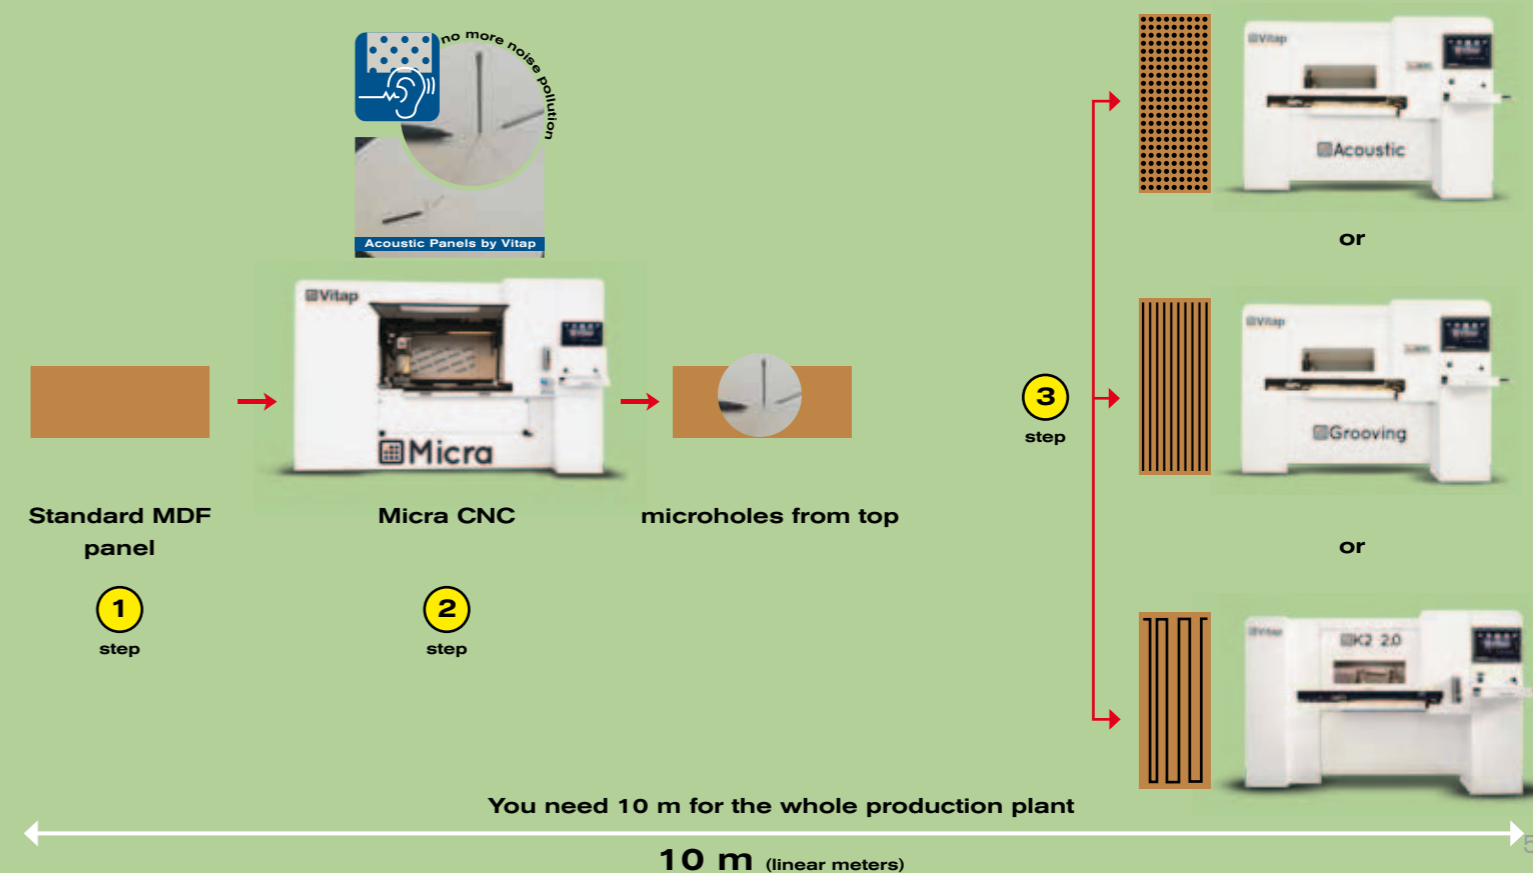 no more noise pollution
Acoustic Panels by Vitap
Vitap
Micra
Standard MDF
panel
Micra CNC
microholes from top
1
step
2
step
3
step
Vitap
Acoustic
or
Vitap
Grooving
or
Vitap
K2 2.0
You need 10 m for the whole production plant
10 m (linear meters)
5